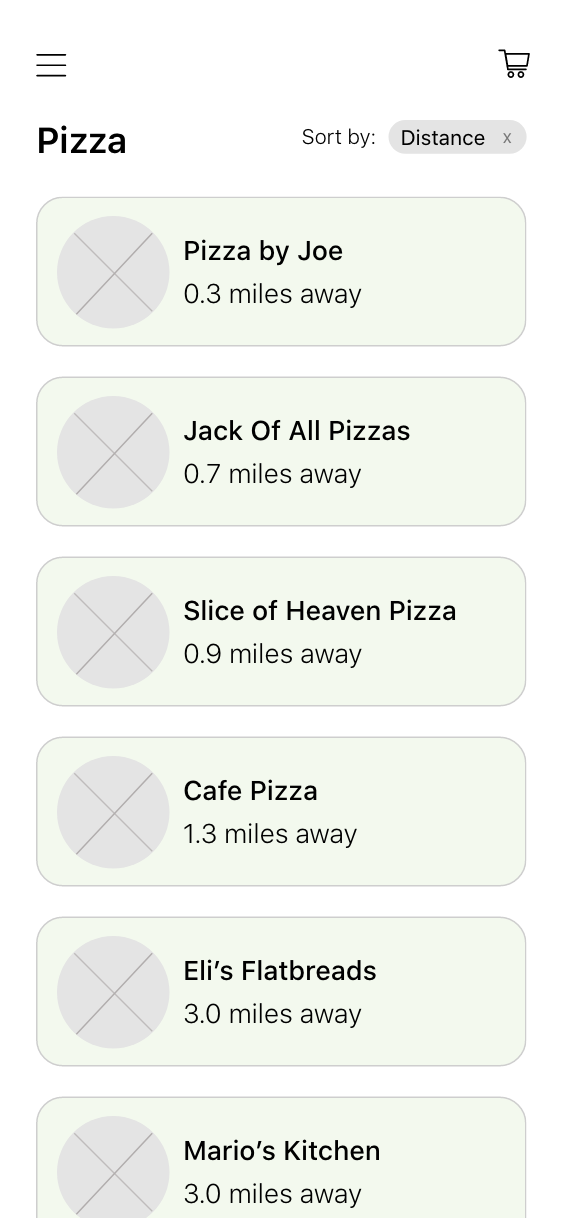 Pizza
Sort by: Distance x
Pizza by Joe
0.3 miles away
Jack Of All Pizzas
0.7 miles away
Slice of Heaven Pizza
0.9 miles away
Cafe Pizza
1.3 miles away
Eli’s Flatbreads
3.0 miles away
Mario’s Kitchen
3.0 miles away